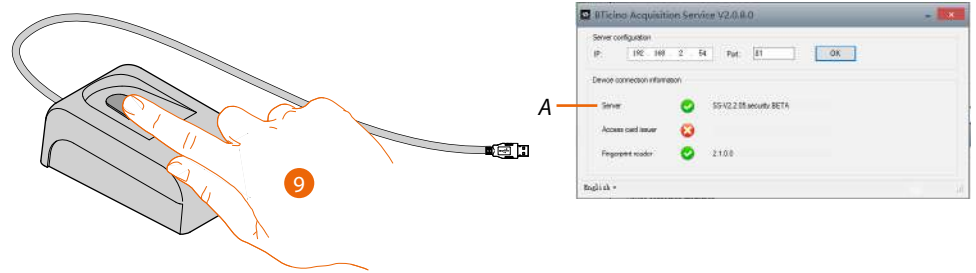 BTicino Acquisition Service V2.0.8.0
Server configuration
IP: 192 . 168 . 2 . 54 Port: 81 OK
Device connection information
A
Server SS-V2.2.05.security BETA
Access card issuer
Fingerprint reader 2.1.0.0
9
English